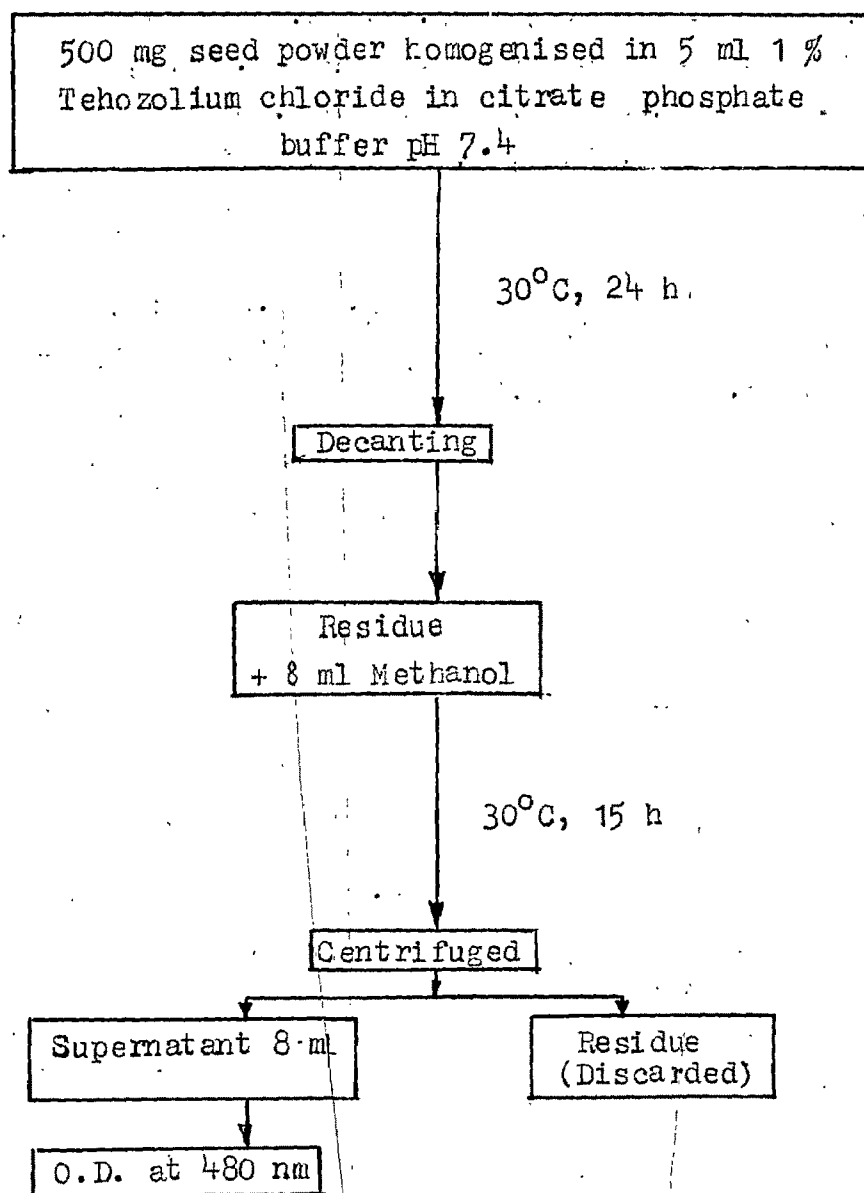 500 mg seed powder homogenised in 5 ml 1 %
Tehozolium chloride in citrate phosphate
buffer pH 7.4
30°C, 24 h.
Decanting
Residue
+ 8 ml Methanol
30°C, 15 h
Centrifuged
Supernatant 8 ml
Residue
(Discarded)
O.D. at 480 nm